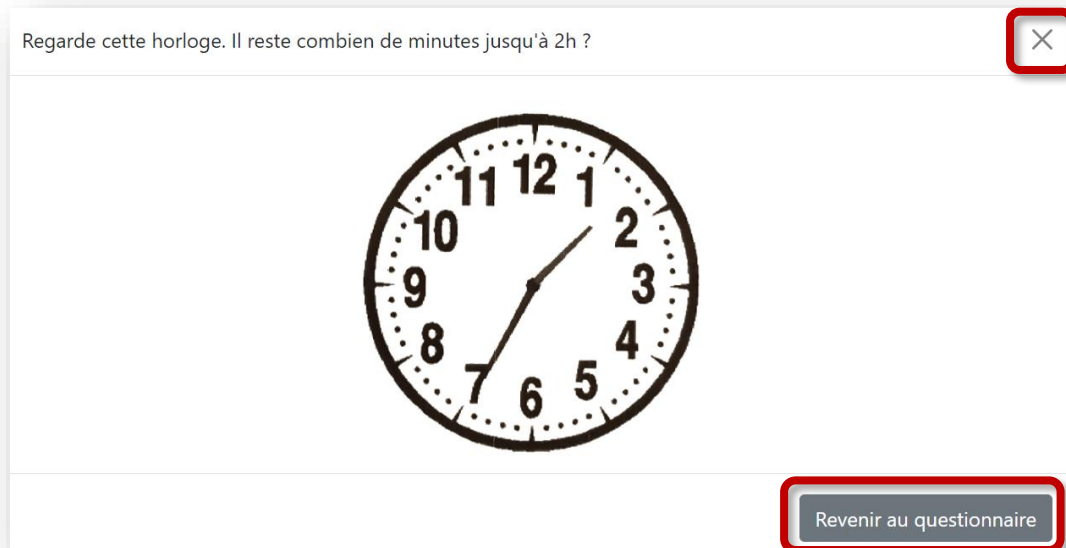 Regarde cette horloge. Il reste combien de minutes jusqu'à 2h ?
12
11 1
10 2
9 3
8 4
7 6 5
Revenir au questionnaire